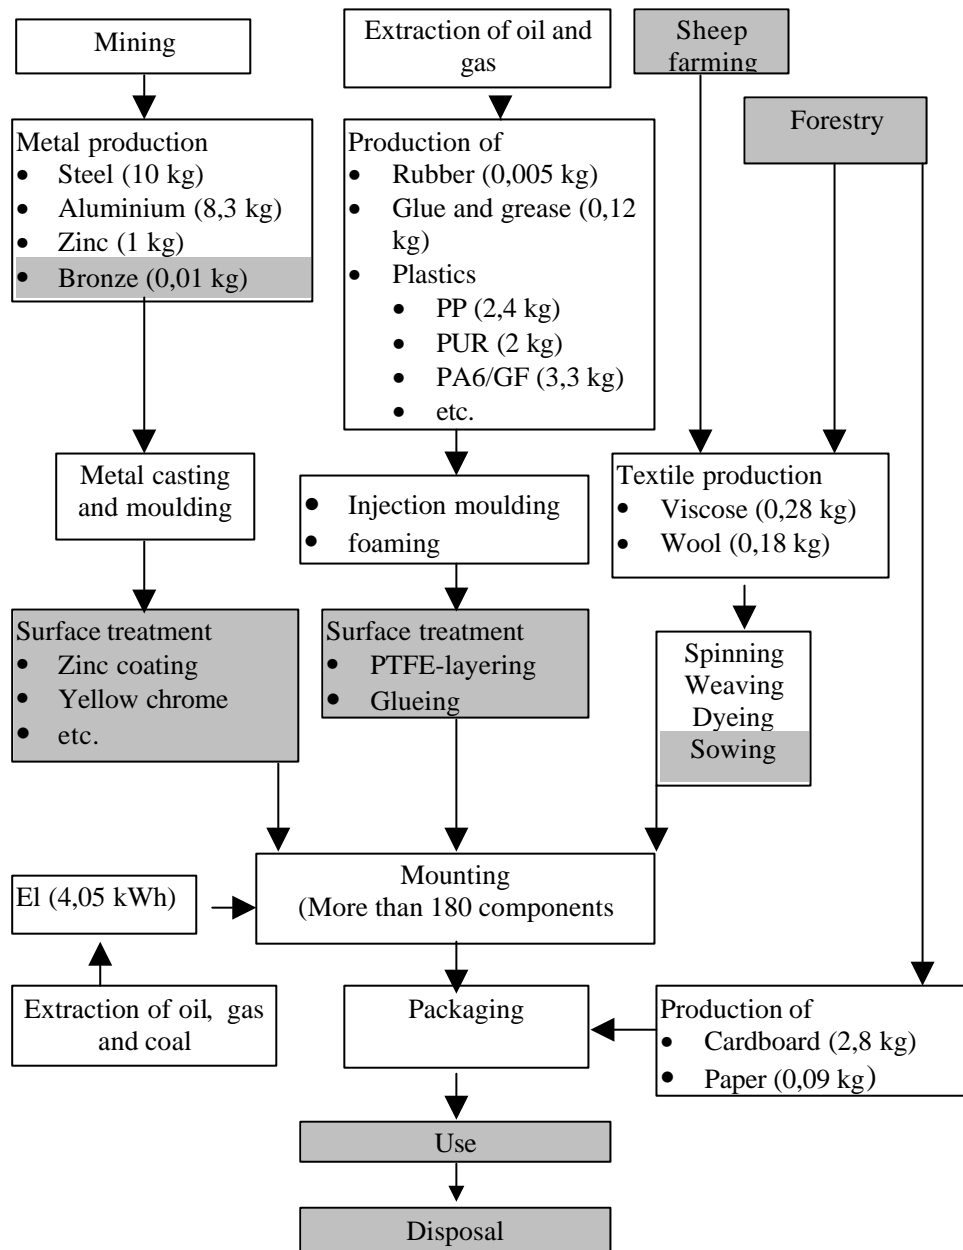 Mining
Extraction of oil and
gas
Sheep
farming
Forestry
Metal production
• Steel (10 kg)
• Aluminium (8,3 kg)
• Zinc (1 kg)
• Bronze (0,01 kg)
Production of
• Rubber (0,005 kg)
• Glue and grease (0,12
kg)
• Plastics
• PP (2,4 kg)
• PUR (2 kg)
• PA6/GF (3,3 kg)
• etc.
Metal casting
and moulding
• Injection moulding
• foaming
Textile production
• Viscose (0,28 kg)
• Wool (0,18 kg)
Surface treatment
• Zinc coating
• Yellow chrome
• etc.
Surface treatment
• PTFE-layering
• Glueing
Spinning
Weaving
Dyeing
Sowing
El (4,05 kWh)
Mounting
(More than 180 components
Extraction of oil, gas
and coal
Packaging
Production of
• Cardboard (2,8 kg)
• Paper (0,09 kg)
Use
Disposal